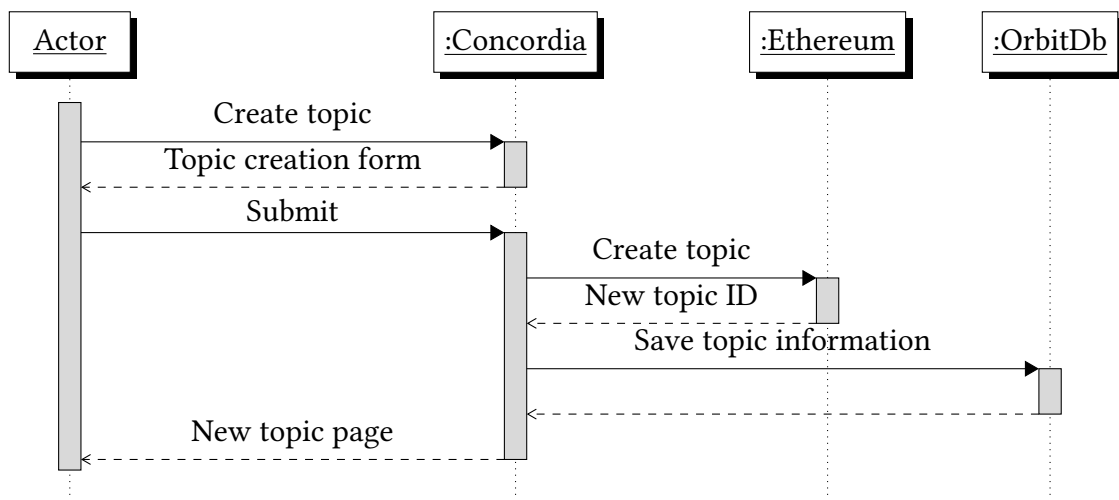 Actor
:Concordia
:Ethereum
:OrbitDb
Create topic
Topic creation form
Submit
Create topic
New topic ID
Save topic information
New topic page